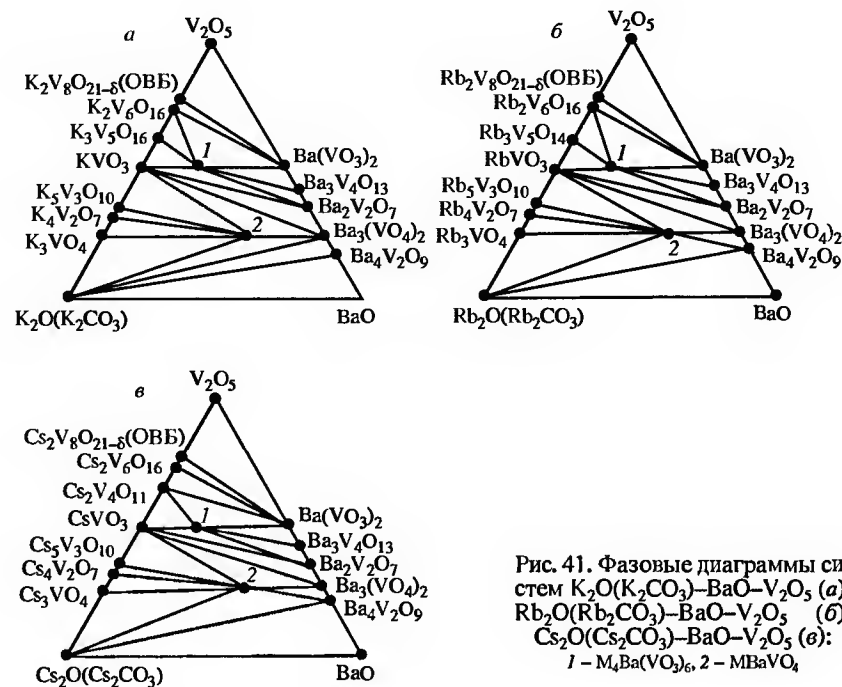 а
V₂O₅
K₂V₈O₂₁₋δ(ОВБ)
K₂V₆O₁₆
K₃V₅O₁₆
KVO₃
1
Ba(VO₃)₂
Ba₃V₄O₁₃
Ba₂V₂O₇
K₅V₃O₁₀
K₄V₂O₇
K₃VO₄
2
Ba₃(VO₄)₂
Ba₄V₂O₉
K₂O(K₂CO₃)
BaO
б
V₂O₅
Rb₂V₈O₂₁₋δ(ОВБ)
Rb₂V₆O₁₆
Rb₃V₅O₁₄
RbVO₃
1
Ba(VO₃)₂
Ba₃V₄O₁₃
Ba₂V₂O₇
Rb₅V₃O₁₀
Rb₄V₂O₇
Rb₃VO₄
2
Ba₃(VO₄)₂
Ba₄V₂O₉
Rb₂O(Rb₂CO₃)
BaO
в
V₂O₅
Cs₂V₈O₂₁₋δ(ОВБ)
Cs₂V₆O₁₆
Cs₂V₄O₁₁
CsVO₃
1
Ba(VO₃)₂
Ba₃V₄O₁₃
Ba₂V₂O₇
Cs₅V₃O₁₀
Cs₄V₂O₇
Cs₃VO₄
2
Ba₃(VO₄)₂
Ba₄V₂O₉
Cs₂O(Cs₂CO₃)
BaO
Рис. 41. Фазовые диаграммы си
стем K₂O(K₂CO₃)–BaO–V₂O₅ (а)
Rb₂O(Rb₂CO₃)–BaO–V₂O₅ (б)
Cs₂O(Cs₂CO₃)–BaO–V₂O₅ (в):
1 – M₄Ba(VO₃)₆, 2 – MBaVO₄